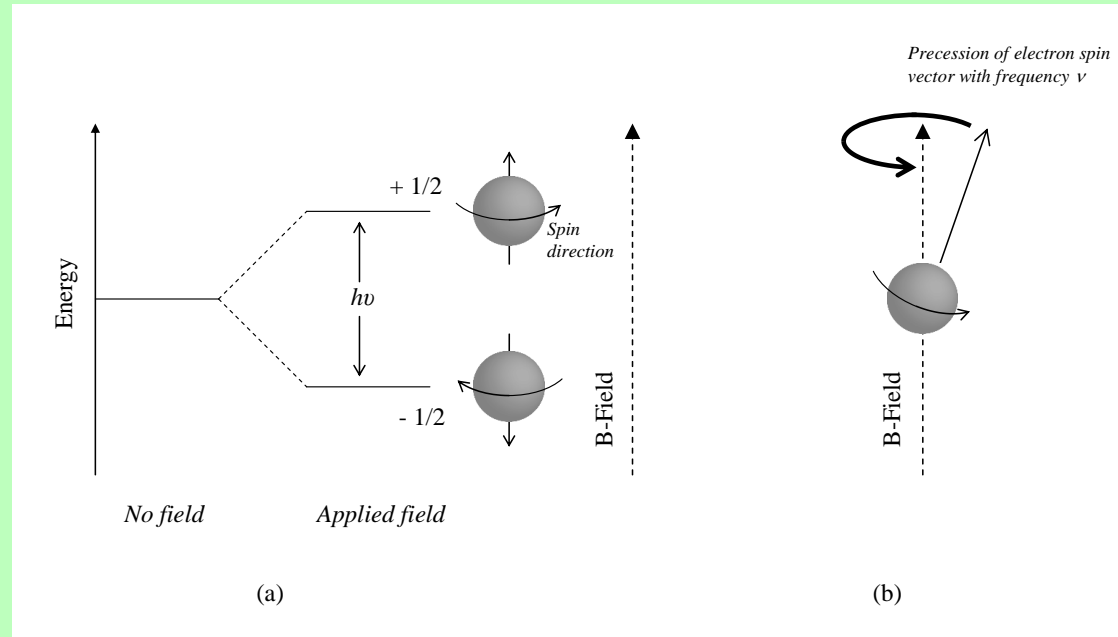 Precession of electron spin
vector with frequency ν
+ 1/2
Spin
direction
Energy
hυ
- 1/2
B-Field
B-Field
No field
Applied field
(a)
(b)